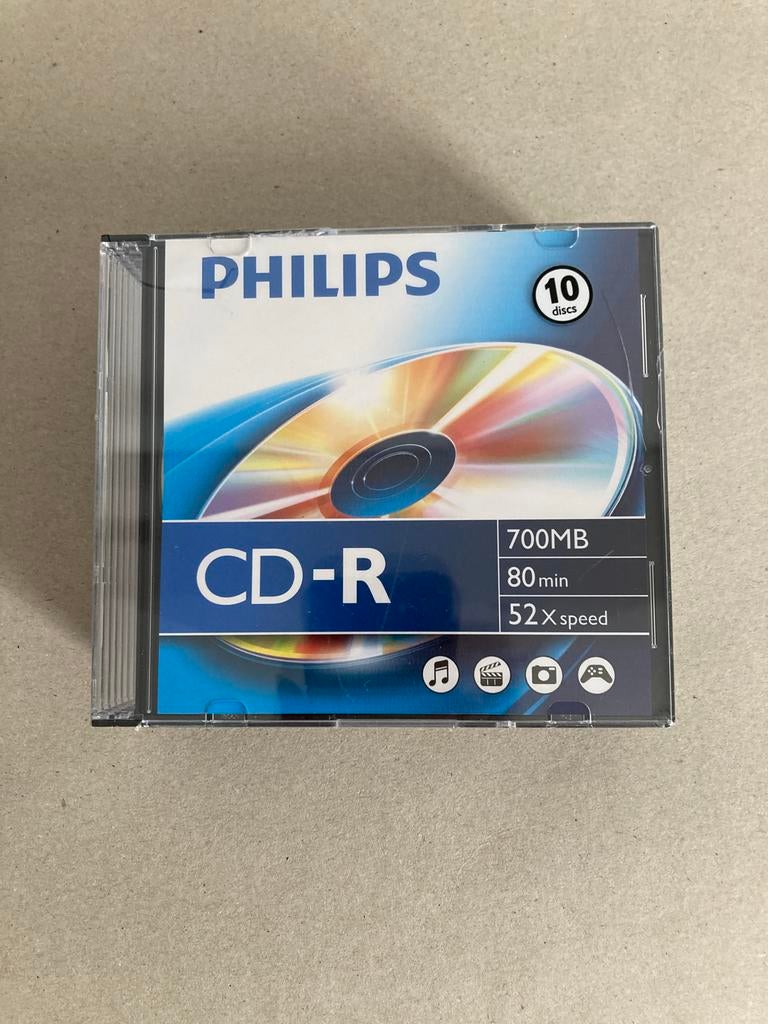 PHILIPS
10
discs
CD-R
700MB
80 min
52X speed